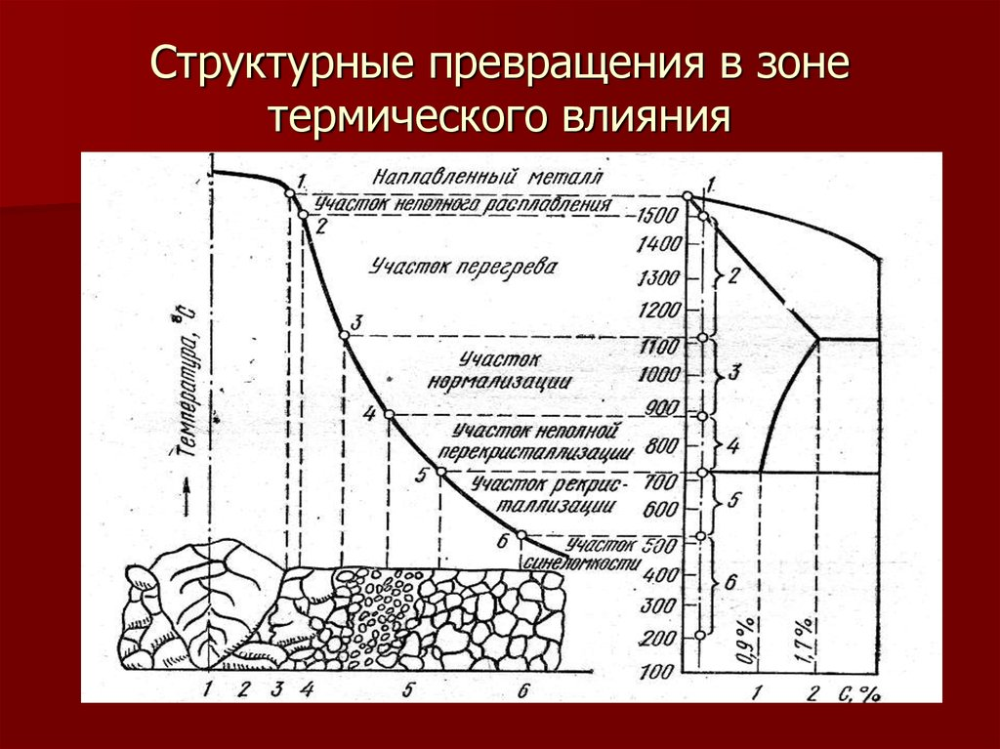 Структурные превращения в зоне
термического влияния
Наплавленный металл
Участок неполного расплавления
Участок перегрева
Участок
нормализации
Участок неполной
перекристаллизации
Участок рекрис-
таллизации
Участок
синеломкости
Температура, °С
1
2
3
4
5
6
1 2 3 4 5 6
1500
1400
1300
1200
1100
1000
900
800
700
600
500
400
300
200
100
1.
2
3
4
5
6
0,9%
1,7%
1 2 С,%